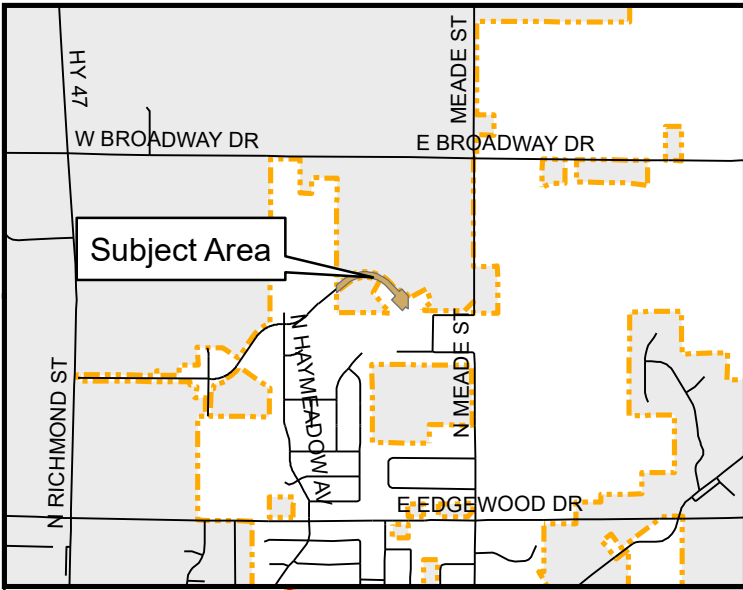 HY 47
MEADE ST
W BROADWAY DR
E BROADWAY DR
Subject Area
N HAYMEADOW AV
N MEADE ST
N RICHMOND ST
E EDGEWOOD DR